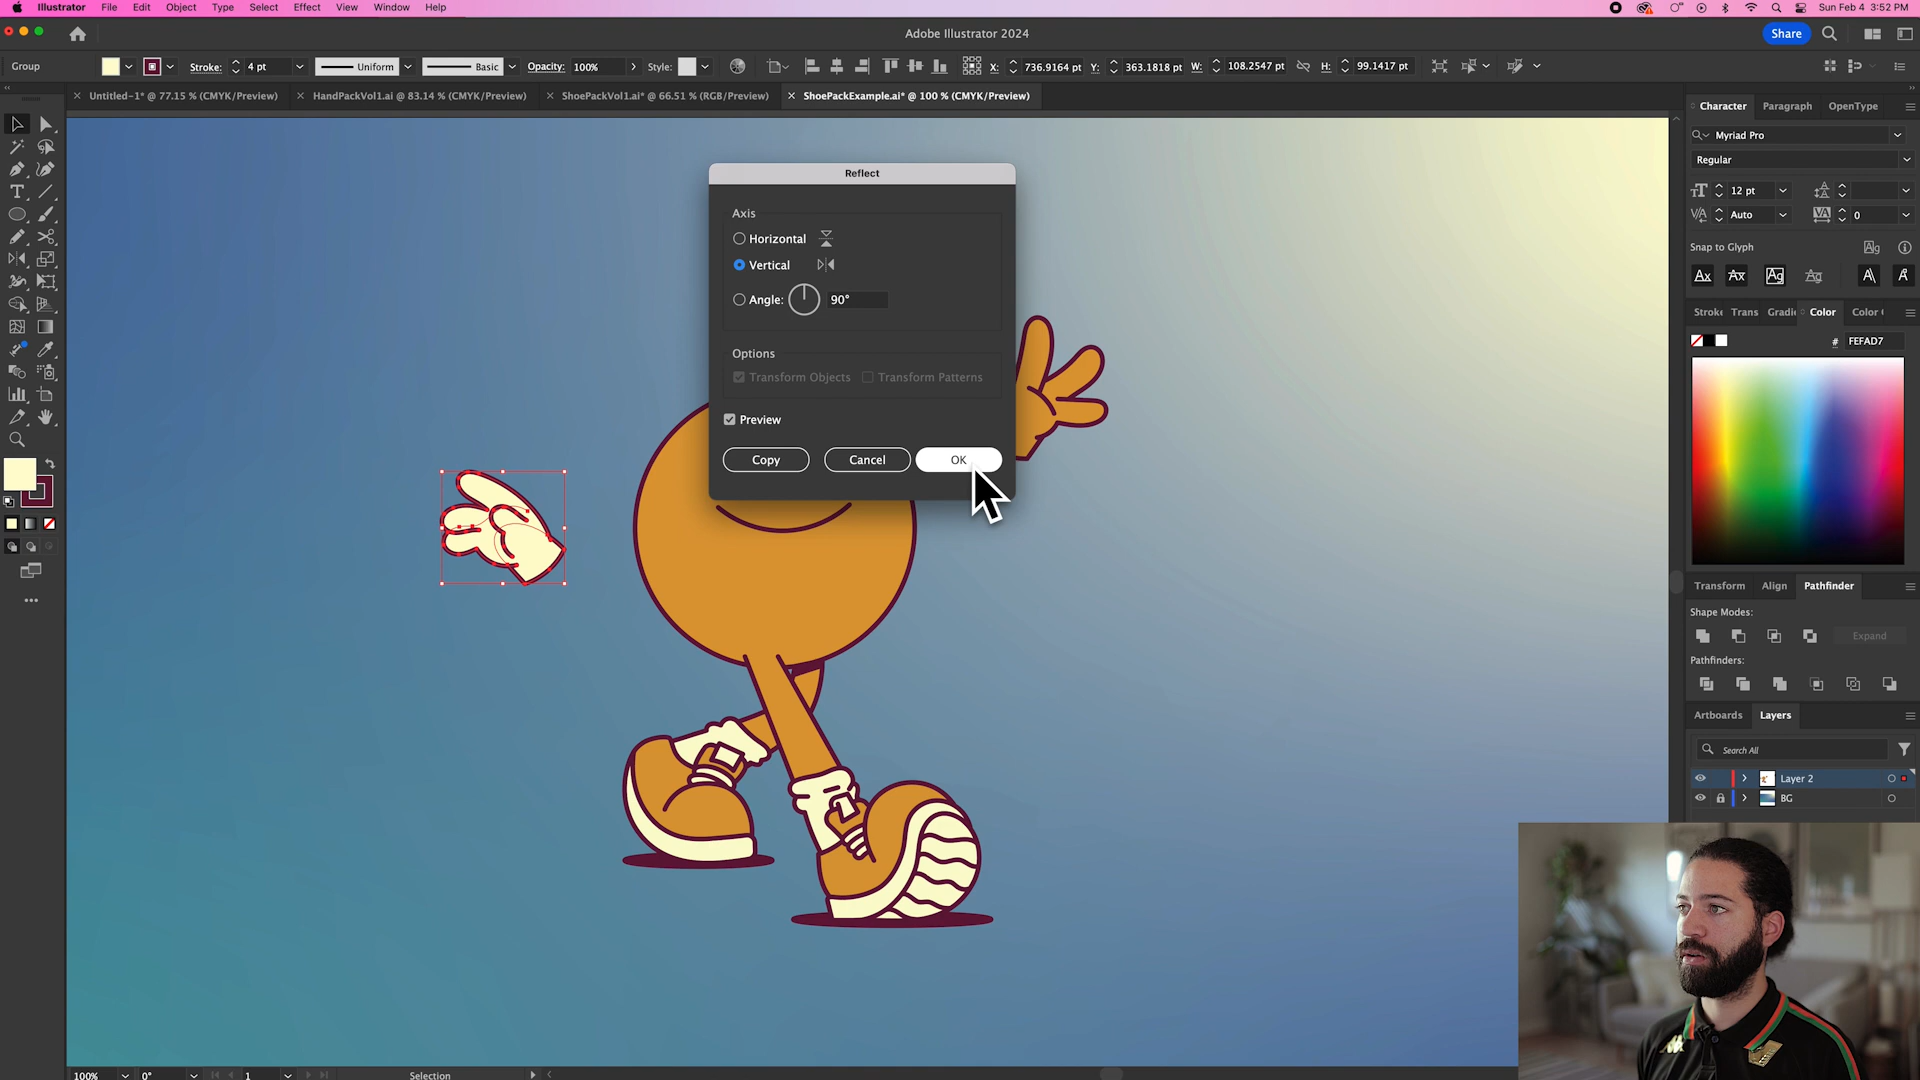 Illustrator File Edit Object Type Select Effect View Window Help Sun Feb 4 3:52 PM
Adobe Illustrator 2024 Share
Group Stroke: 4 pt Uniform Basic Opacity: 100% Style: X: 736.9164 pt Y: 363.1818 pt W: 108.2547 pt H: 99.1417 pt
Untitled-1* @ 77.15 % (CMYK/Preview) HandPackVol1.ai @ 83.14 % (CMYK/Preview) ShoePackVol1.ai* @ 66.51 % (RGB/Preview) ShoePackExample.ai* @ 100 % (CMYK/Preview)
Character Paragraph OpenType
Myriad Pro
Regular
12 pt
Auto 0
Snap to Glyph
Stroke Trans Gradie Color Color
# FEFAD7
Reflect
Axis
Horizontal
Vertical
Angle: 90°
Options
Transform Objects Transform Patterns
Preview
Copy Cancel OK
Transform Align Pathfinder
Shape Modes:
Expand
Pathfinders:
Artboards Layers
Search All
Layer 2
BG
100% 0° 1 Selection